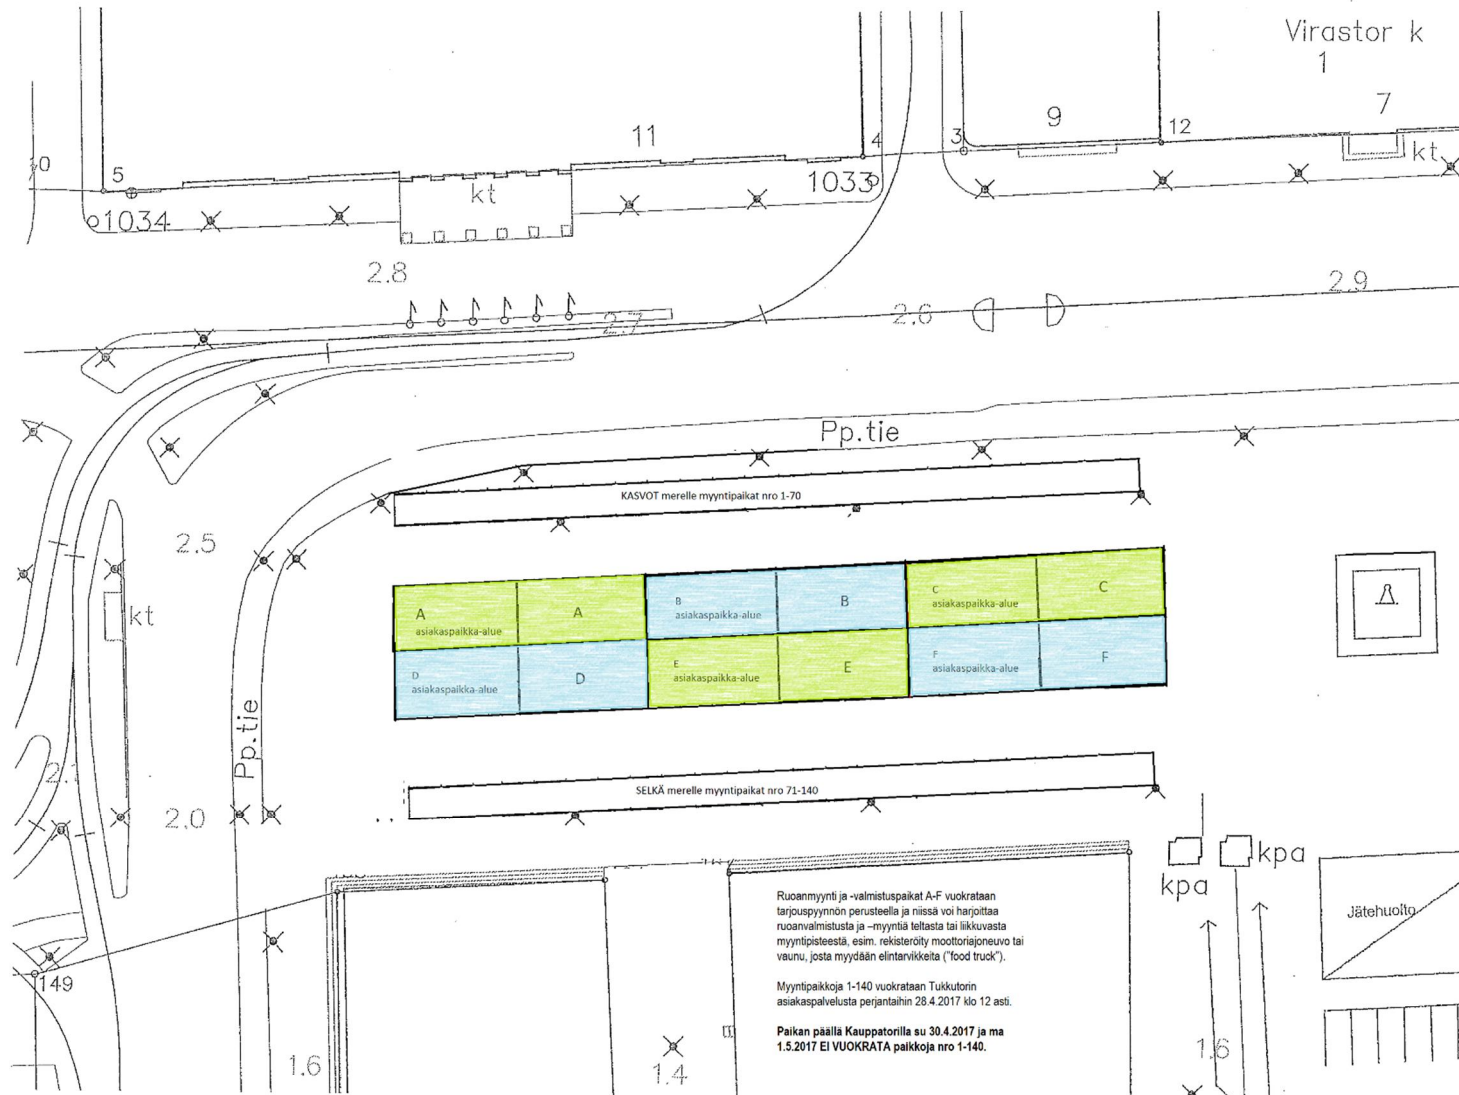 Virastor k
1
7
9
12
11
4
3
5
kt
kt
1033
1034
2.8
2.9
2.7
2.6
Pp.tie
KASVOT merelle myyntipaikat nro 1-70
2.5
kt
A
asiakaspaikka-alue
A
B
asiakaspaikka-alue
B
C
asiakaspaikka-alue
C
D
asiakaspaikka-alue
D
E
asiakaspaikka-alue
E
F
asiakaspaikka-alue
F
Pp.tie
SELKÄ merelle myyntipaikat nro 71-140
2.0
kpa
kpa
Jätehuolto
Ruoanmyynti ja -valmistuspaikat A-F vuokrataan
tarjouspyynnön perusteella ja niissä voi harjoittaa
ruoanvalmistusta ja –myyntiä teltasta tai liikkuvasta
myyntipisteestä, esim. rekisteröity moottoriajoneuvo tai
vaunu, josta myydään elintarvikkeita ("food truck").
Myyntipaikkoja 1-140 vuokrataan Tukkutorin
asiakaspalvelusta perjantaihin 28.4.2017 klo 12 asti.
Paikan päällä Kauppatorilla su 30.4.2017 ja ma
1.5.2017 EI VUOKRATA paikkoja nro 1-140.
149
1.6
1.4
1.6